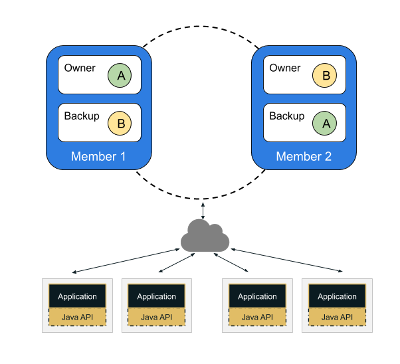 Owner
A
Backup
B
Member 1
Owner
B
Backup
A
Member 2
Application
Java API
Application
Java API
Application
Java API
Application
Java API